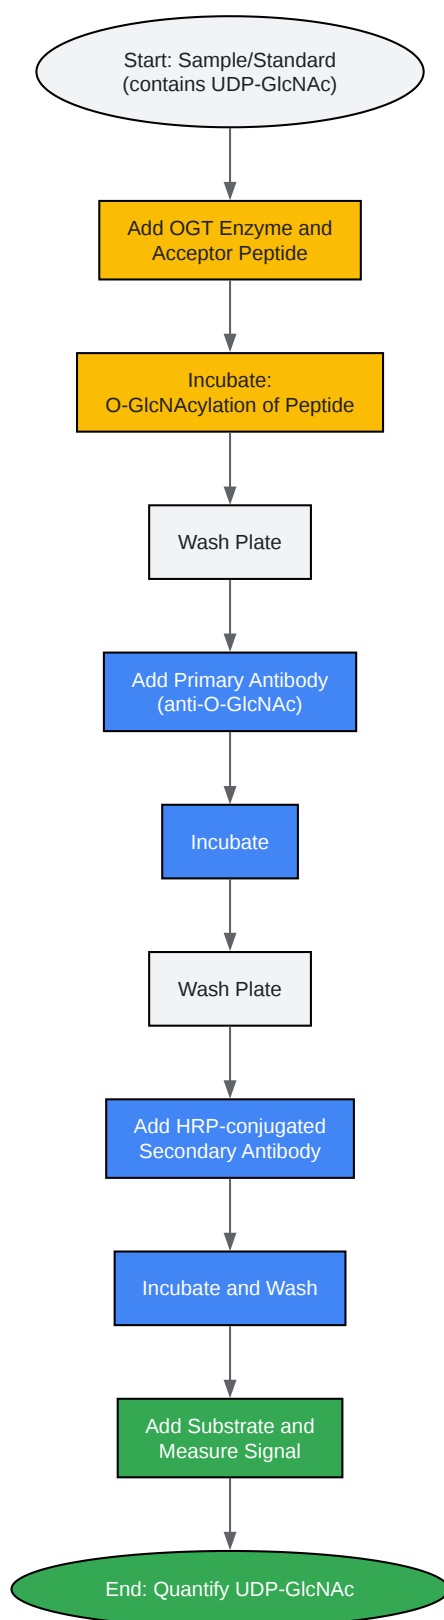 Start: Sample/Standard
(contains UDP-GlcNAc)
Add OGT Enzyme and
Acceptor Peptide
Incubate:
O-GlcNAcylation of Peptide
Wash Plate
Add Primary Antibody
(anti-O-GlcNAc)
Incubate
Wash Plate
Add HRP-conjugated
Secondary Antibody
Incubate and Wash
Add Substrate and
Measure Signal
End: Quantify UDP-GlcNAc